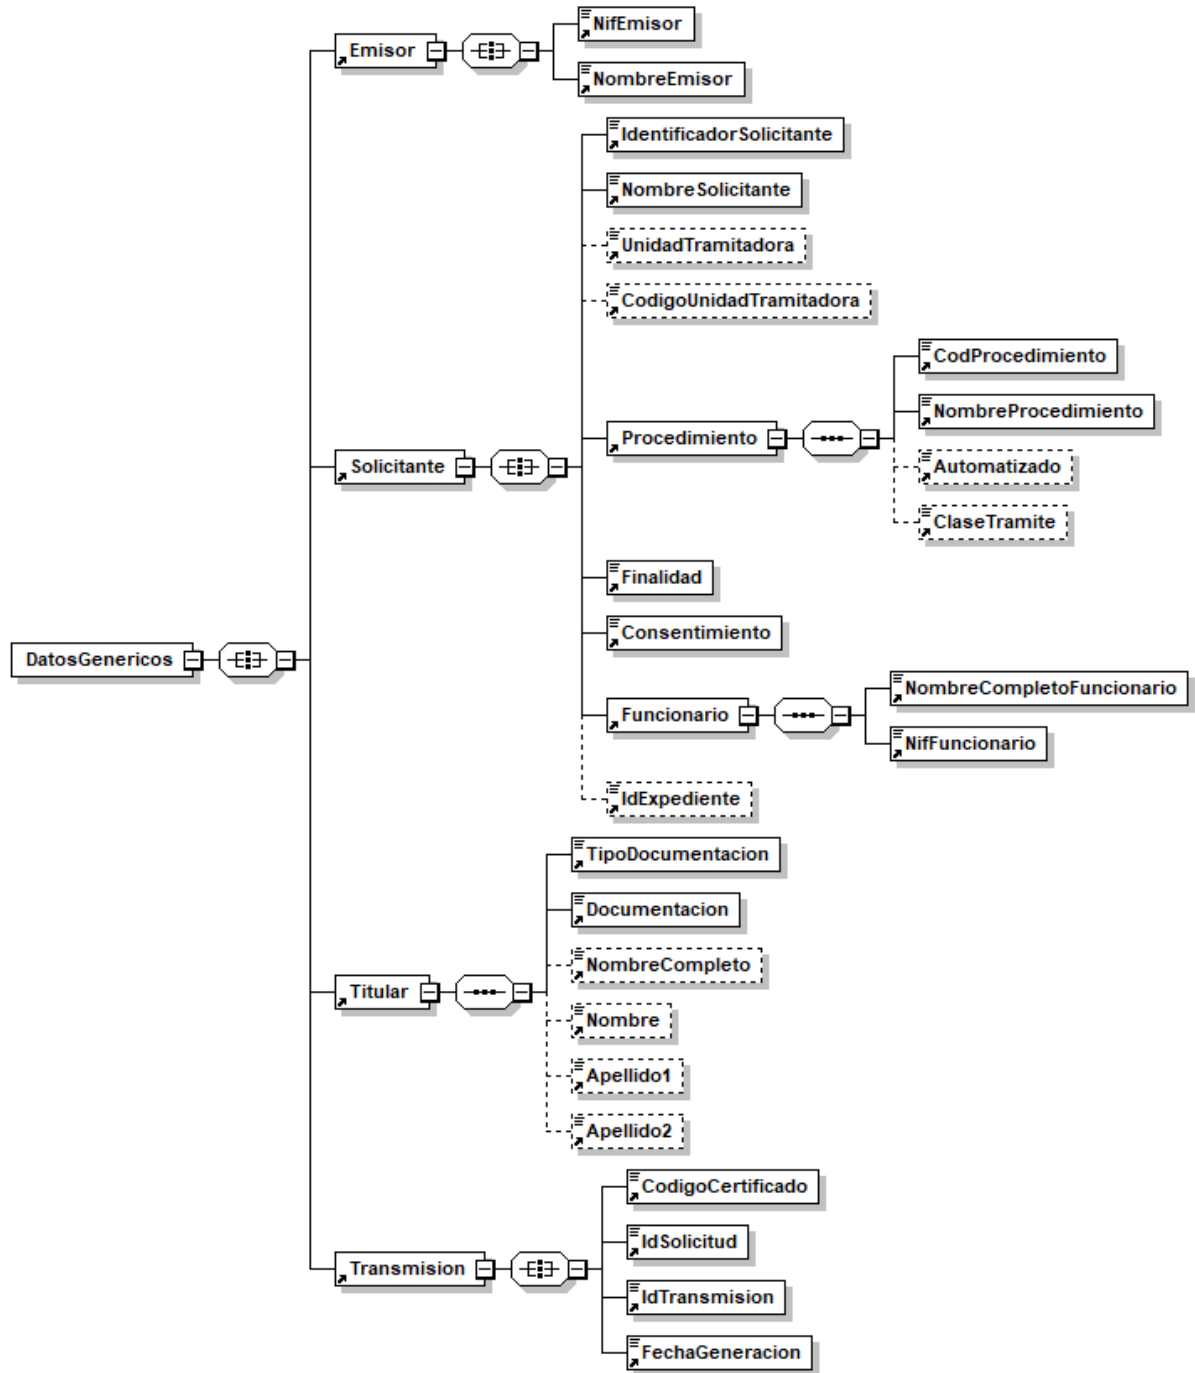 NifEmisor
Emisor
NombreEmisor
IdentificadorSolicitante
NombreSolicitante
UnidadTramitadora
CodigoUnidadTramitadora
CodProcedimiento
NombreProcedimiento
Procedimiento
Automatizado
Solicitante
ClaseTramite
Finalidad
Consentimiento
DatosGenericos
NombreCompletoFuncionario
Funcionario
NifFuncionario
IdExpediente
TipoDocumentacion
Documentacion
NombreCompleto
Titular
Nombre
Apellido1
Apellido2
CodigoCertificado
IdSolicitud
Transmision
IdTransmision
FechaGeneracion